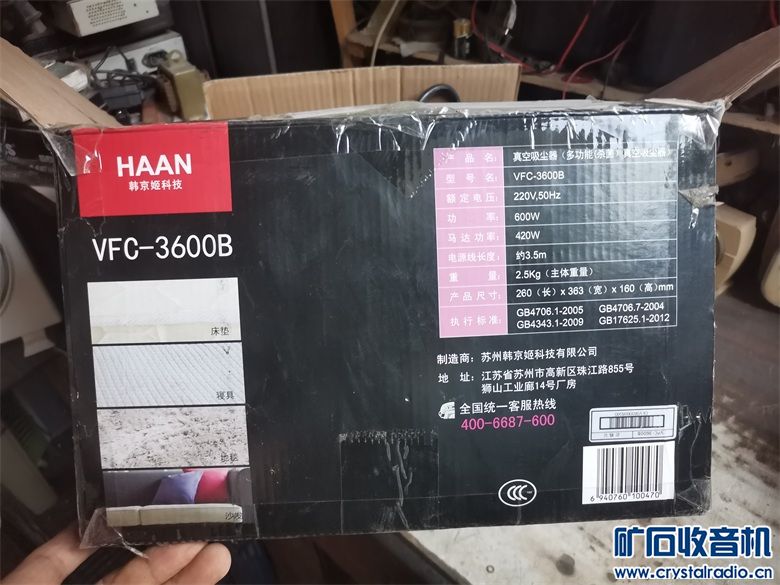 HAAN
韩京姬科技
VFC-3600B
床垫
寝具
地毯
沙发
产品名: 真空吸尘器（多功能(杀菌)真空吸尘器）
型号名: VFC-3600B
额定电压: 220V,50Hz
功率: 600W
马达功率: 420W
电源线长度: 约3.5m
重量: 2.5Kg（主体重量）
产品尺寸: 260（长）x 363（宽）x 160（高）mm
执行标准: GB4706.1-2005 GB4706.7-2004
GB4343.1-2009 GB17625.1-2012
制造商：苏州韩京姬科技有限公司
地 址：江苏省苏州市高新区珠江路855号
狮山工业廊14号厂房
全国统一客服热线
400-6687-600
VFC-3600B
CCC
6 940760 100470
矿石收音机
www.crystalradio.cn